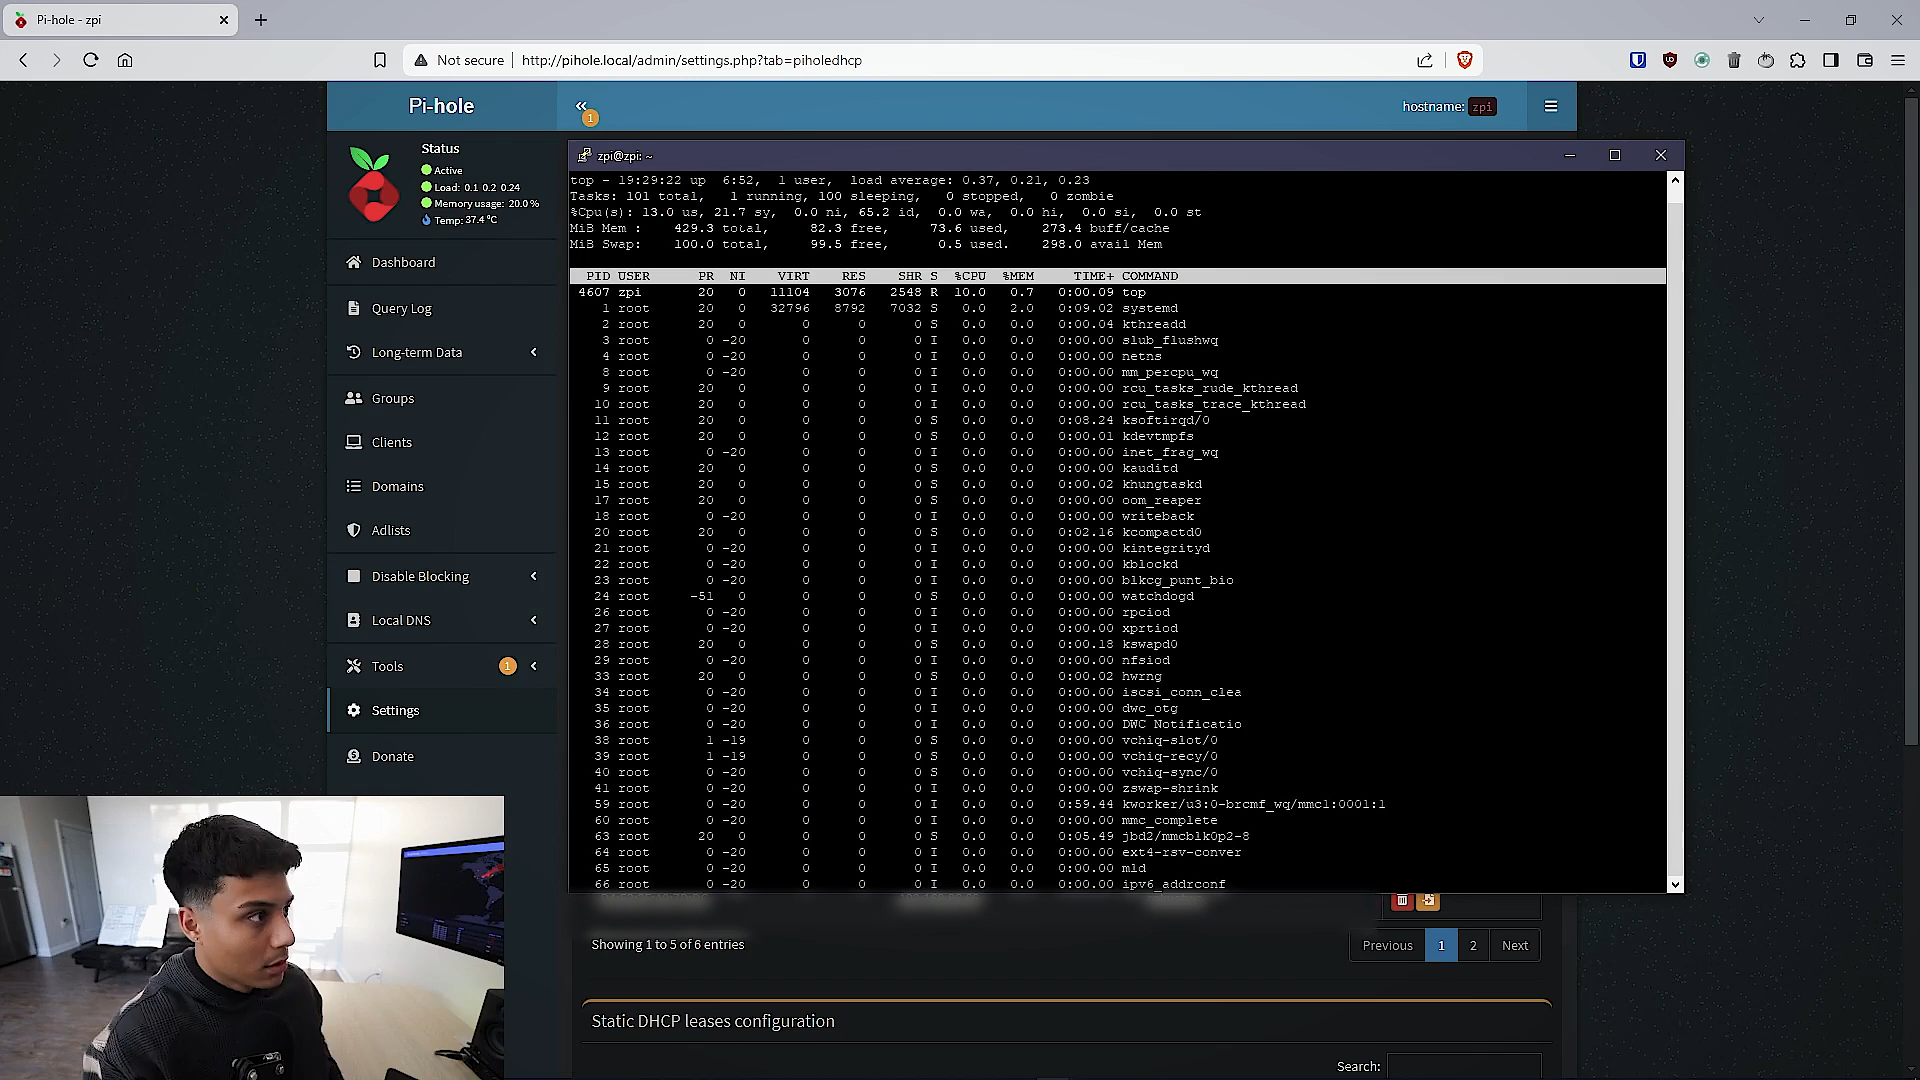 Pi-hole - zpi
Not secure
http://pihole.local/admin/settings.php?tab=piholedhcp
Pi-hole
1
hostname: zpi
Status
Active
Load: 0.1 0.2 0.24
Memory usage: 20.0 %
Temp: 37.4 °C
Dashboard
Query Log
Long-term Data
Groups
Clients
Domains
Adlists
Disable Blocking
Local DNS
Tools 1
Settings
Donate
zpi@zpi: ~
top - 19:29:22 up 6:52, 1 user, load average: 0.37, 0.21, 0.23
Tasks: 101 total, 1 running, 100 sleeping, 0 stopped, 0 zombie
%Cpu(s): 13.0 us, 21.7 sy, 0.0 ni, 65.2 id, 0.0 wa, 0.0 hi, 0.0 si, 0.0 st
MiB Mem : 429.3 total, 82.3 free, 73.6 used, 273.4 buff/cache
MiB Swap: 100.0 total, 99.5 free, 0.5 used. 298.0 avail Mem
PID USER PR NI VIRT RES SHR S %CPU %MEM TIME+ COMMAND
4607 zpi 20 0 11104 3076 2548 R 10.0 0.7 0:00.09 top
1 root 20 0 32796 8792 7032 S 0.0 2.0 0:09.02 systemd
2 root 20 0 0 0 0 S 0.0 0.0 0:00.04 kthreadd
3 root 0 -20 0 0 0 I 0.0 0.0 0:00.00 slub_flushwq
4 root 0 -20 0 0 0 I 0.0 0.0 0:00.00 netns
8 root 0 -20 0 0 0 I 0.0 0.0 0:00.00 mm_percpu_wq
9 root 20 0 0 0 0 I 0.0 0.0 0:00.00 rcu_tasks_rude_kthread
10 root 20 0 0 0 0 I 0.0 0.0 0:00.00 rcu_tasks_trace_kthread
11 root 20 0 0 0 0 S 0.0 0.0 0:08.24 ksoftirqd/0
12 root 20 0 0 0 0 S 0.0 0.0 0:00.01 kdevtmpfs
13 root 0 -20 0 0 0 I 0.0 0.0 0:00.00 inet_frag_wq
14 root 20 0 0 0 0 S 0.0 0.0 0:00.00 kauditd
15 root 20 0 0 0 0 S 0.0 0.0 0:00.02 khungtaskd
17 root 20 0 0 0 0 S 0.0 0.0 0:00.00 oom_reaper
18 root 0 -20 0 0 0 I 0.0 0.0 0:00.00 writeback
20 root 20 0 0 0 0 S 0.0 0.0 0:02.16 kcompactd0
21 root 0 -20 0 0 0 I 0.0 0.0 0:00.00 kintegrityd
22 root 0 -20 0 0 0 I 0.0 0.0 0:00.00 kblockd
23 root 0 -20 0 0 0 I 0.0 0.0 0:00.00 blkcg_punt_bio
24 root -51 0 0 0 0 S 0.0 0.0 0:00.00 watchdogd
26 root 0 -20 0 0 0 I 0.0 0.0 0:00.00 rpciod
27 root 0 -20 0 0 0 I 0.0 0.0 0:00.00 xprtiod
28 root 20 0 0 0 0 S 0.0 0.0 0:00.18 kswapd0
29 root 0 -20 0 0 0 I 0.0 0.0 0:00.00 nfsiod
33 root 20 0 0 0 0 S 0.0 0.0 0:00.02 hwrng
34 root 0 -20 0 0 0 I 0.0 0.0 0:00.00 iscsi_conn_clea
35 root 0 -20 0 0 0 I 0.0 0.0 0:00.00 dwc_otg
36 root 0 -20 0 0 0 I 0.0 0.0 0:00.00 DWC Notificatio
38 root 1 -19 0 0 0 S 0.0 0.0 0:00.00 vchiq-slot/0
39 root 1 -19 0 0 0 S 0.0 0.0 0:00.00 vchiq-recy/0
40 root 0 -20 0 0 0 S 0.0 0.0 0:00.00 vchiq-sync/0
41 root 0 -20 0 0 0 I 0.0 0.0 0:00.00 zswap-shrink
59 root 0 -20 0 0 0 I 0.0 0.0 0:59.44 kworker/u3:0-brcmf_wq/mmc1:0001:1
60 root 0 -20 0 0 0 I 0.0 0.0 0:00.00 mmc_complete
63 root 20 0 0 0 0 S 0.0 0.0 0:05.49 jbd2/mmcblk0p2-8
64 root 0 -20 0 0 0 I 0.0 0.0 0:00.00 ext4-rsv-conver
65 root 0 -20 0 0 0 I 0.0 0.0 0:00.00 mld
66 root 0 -20 0 0 0 I 0.0 0.0 0:00.00 ipv6_addrconf
Showing 1 to 5 of 6 entries
Previous 1 2 Next
Static DHCP leases configuration
Search: